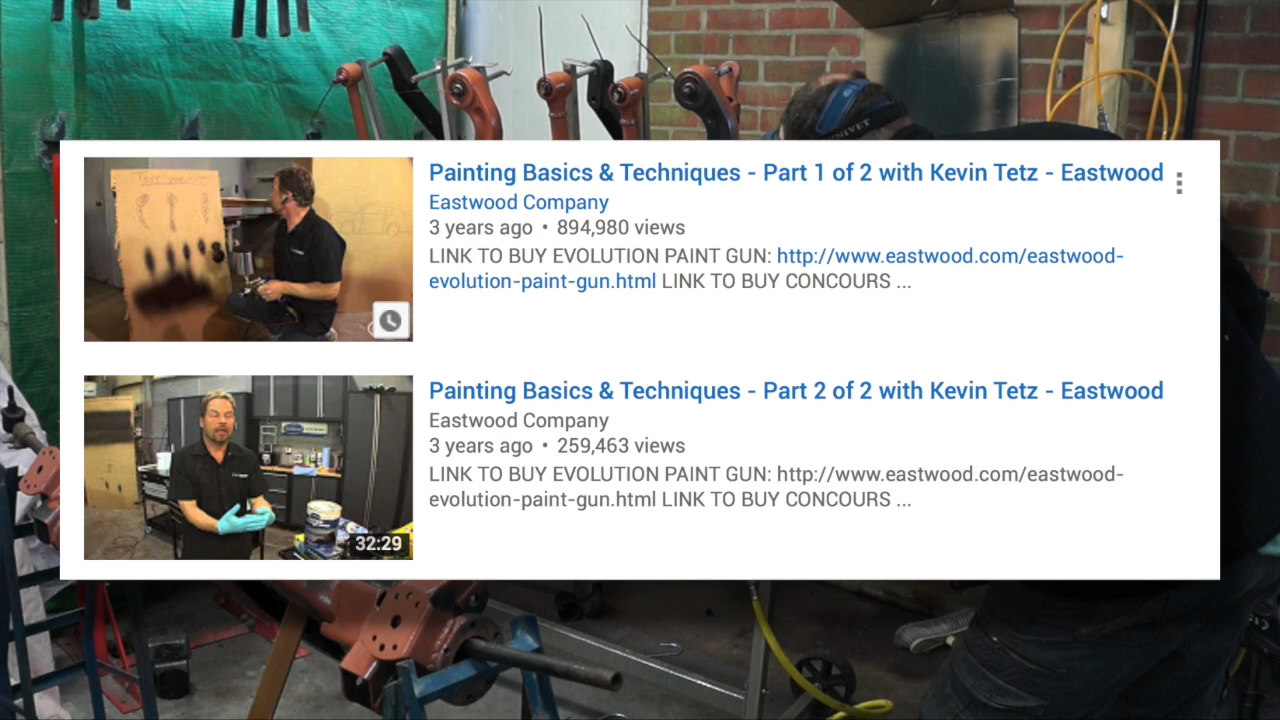 Painting Basics & Techniques - Part 1 of 2 with Kevin Tetz - Eastwood
Eastwood Company
3 years ago • 894,980 views
LINK TO BUY EVOLUTION PAINT GUN: http://www.eastwood.com/eastwood-
evolution-paint-gun.html LINK TO BUY CONCOURS ...
Painting Basics & Techniques - Part 2 of 2 with Kevin Tetz - Eastwood
Eastwood Company
3 years ago • 259,463 views
LINK TO BUY EVOLUTION PAINT GUN: http://www.eastwood.com/eastwood-
evolution-paint-gun.html LINK TO BUY CONCOURS ...
32:29